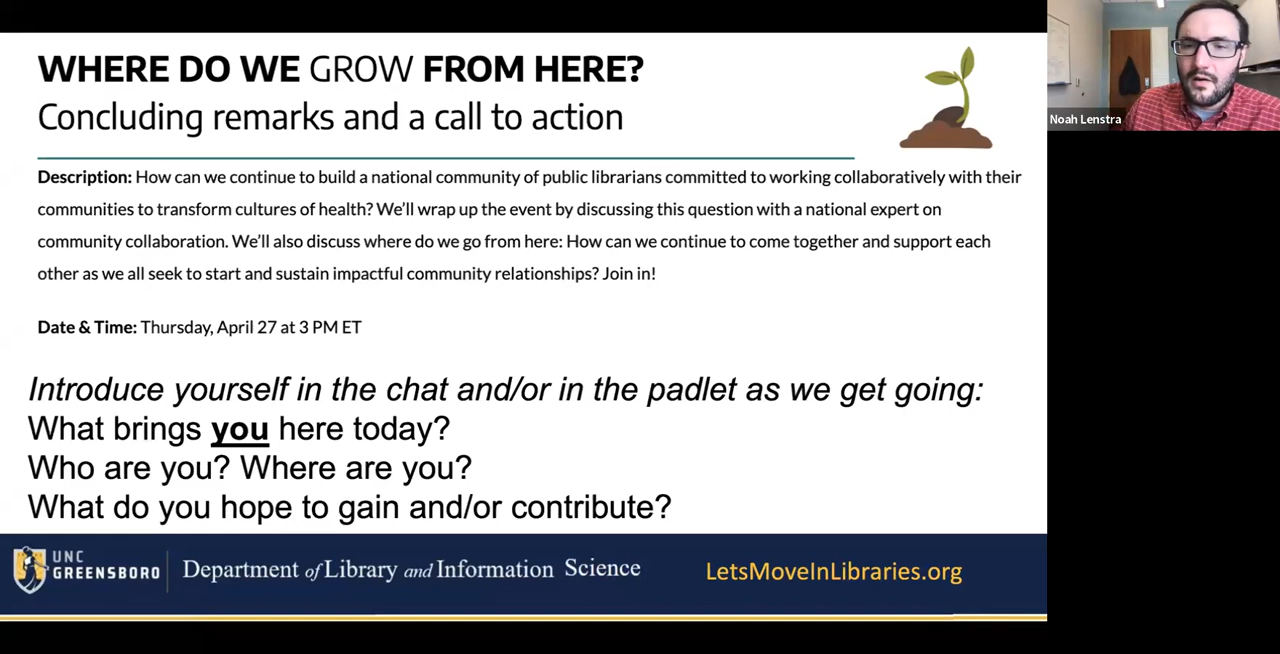 WHERE DO WE GROW FROM HERE?
Concluding remarks and a call to action
Description: How can we continue to build a national community of public librarians committed to working collaboratively with their
communities to transform cultures of health? We’ll wrap up the event by discussing this question with a national expert on
community collaboration. We’ll also discuss where do we go from here: How can we continue to come together and support each
other as we all seek to start and sustain impactful community relationships? Join in!
Date & Time: Thursday, April 27 at 3 PM ET
Introduce yourself in the chat and/or in the padlet as we get going:
What brings you here today?
Who are you? Where are you?
What do you hope to gain and/or contribute?
UNC
GREENSBORO
Department of Library and Information Science
LetsMoveInLibraries.org
Noah Lenstra